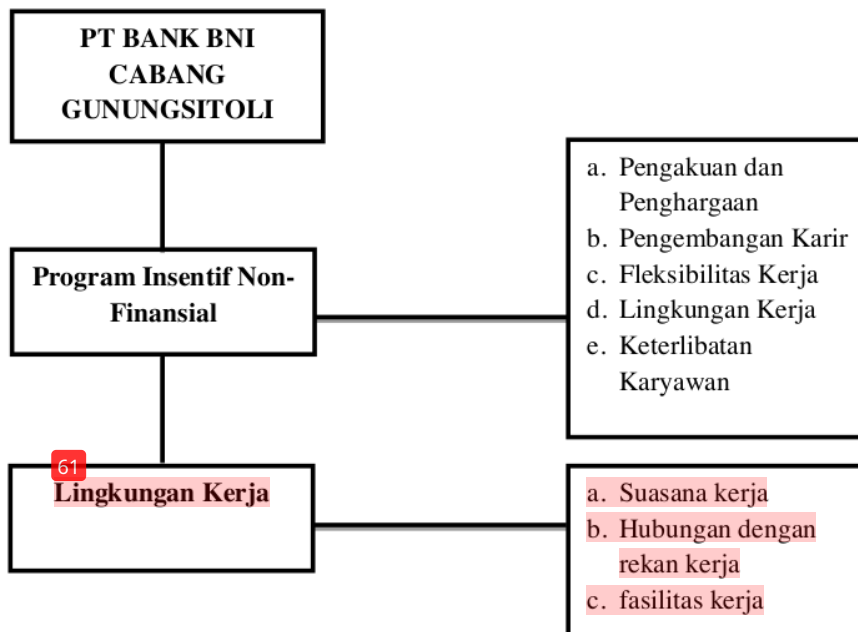 PT BANK BNI
CABANG
GUNUNGSITOLI
Program Insentif Non-
Finansial
a. Pengakuan dan
Penghargaan
b. Pengembangan Karir
c. Fleksibilitas Kerja
d. Lingkungan Kerja
e. Keterlibatan
Karyawan
61
Lingkungan Kerja
a. Suasana kerja
b. Hubungan dengan
rekan kerja
c. fasilitas kerja